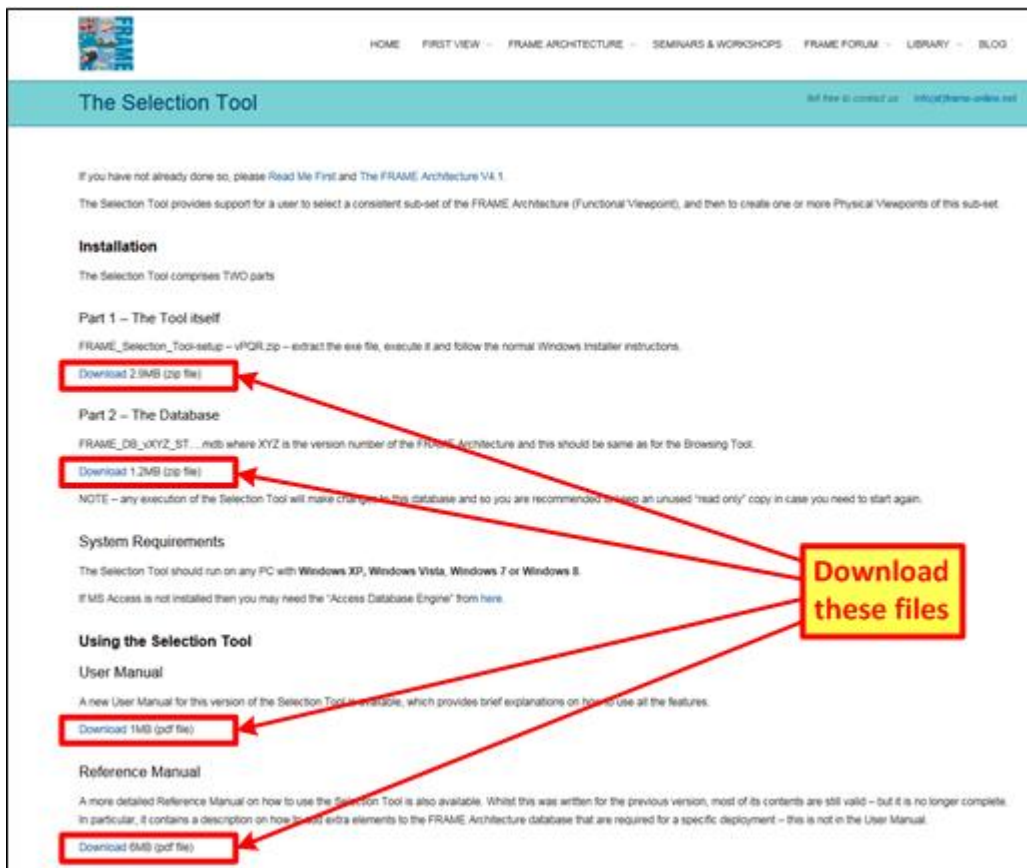 FRAME
HOME FIRST VIEW FRAME ARCHITECTURE SEMINARS & WORKSHOPS FRAME FORUM LIBRARY BLOG
The Selection Tool
free to contact us
If you have not already done so, please Read Me First and The FRAME Architecture V4.1.
The Selection Tool provides support for a user to select a consistent sub-set of the FRAME Architecture (Functional Viewpoint), and then to create one or more Physical Viewpoints of this sub-set.
Installation
The Selection Tool comprises TWO parts
Part 1 – The Tool itself
FRAME_Selection_Tool-setup – vPQR.zip – extract the exe file, execute it and follow the normal Windows Installer instructions.
Download 2.9MB (zip file)
Part 2 – The Database
FRAME_DB_vXYZ_ST....mdb where XYZ is the version number of the FRAME Architecture and this should be same as for the Browsing Tool.
Download 1.2MB (zip file)
NOTE – any execution of the Selection Tool will make changes to this database and so you are recommended to keep an unused "read only" copy in case you need to start again.
System Requirements
The Selection Tool should run on any PC with Windows XP, Windows Vista, Windows 7 or Windows 8.
If MS Access is not installed then you may need the "Access Database Engine" from here.
Download
these files
Using the Selection Tool
User Manual
A new User Manual for this version of the Selection Tool is available, which provides brief explanations on how to use all the features.
Download 1MB (pdf file)
Reference Manual
A more detailed Reference Manual on how to use the Selection Tool is also available. Whilst this was written for the previous version, most of its contents are still valid – but it is no longer complete.
In particular, it contains a description on how to add extra elements to the FRAME Architecture database that are required for a specific deployment – this is not in the User Manual.
Download 6MB (pdf file)